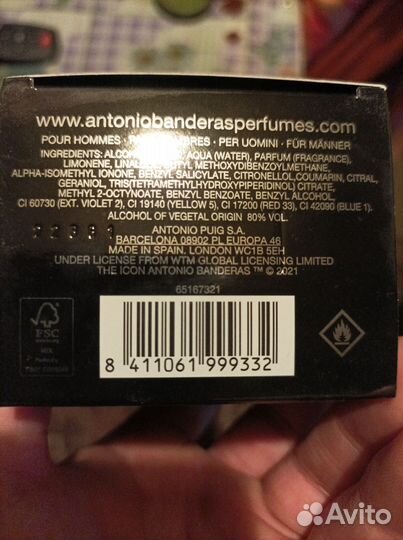 www.antoniobanderasperfumes.com
POUR HOMMES · PER UOMINI · FÜR MÄNNER
INGREDIENTS: AQUA (WATER), PARFUM (FRAGRANCE),
LIMONENE, METHOXYDIBENZOYLMETHANE,
ALPHA-ISOMETHYL IONONE, BENZYL SALICYLATE, CITRONELLOL, COUMARIN, CITRAL,
GERANIOL, TRIS(TETRAMETHYLHYDROXYPIPERIDINOL) CITRATE,
METHYL 2-OCTYNOATE, BENZYL BENZOATE, BENZYL ALCOHOL,
CI 60730 (EXT. VIOLET 2), CI 19140 (YELLOW 5), CI 17200 (RED 33), CI 42090 (BLUE 1).
ALCOHOL OF VEGETAL ORIGIN 80% VOL.
ANTONIO PUIG S.A.
BARCELONA 08902 PL EUROPA 46
MADE IN SPAIN. LONDON WC1B 5EH
UNDER LICENSE FROM WTM GLOBAL LICENSING LIMITED
THE ICON ANTONIO BANDERAS ™ © 2021
65167321
FSC
MIX
8 411061 999332
Avito